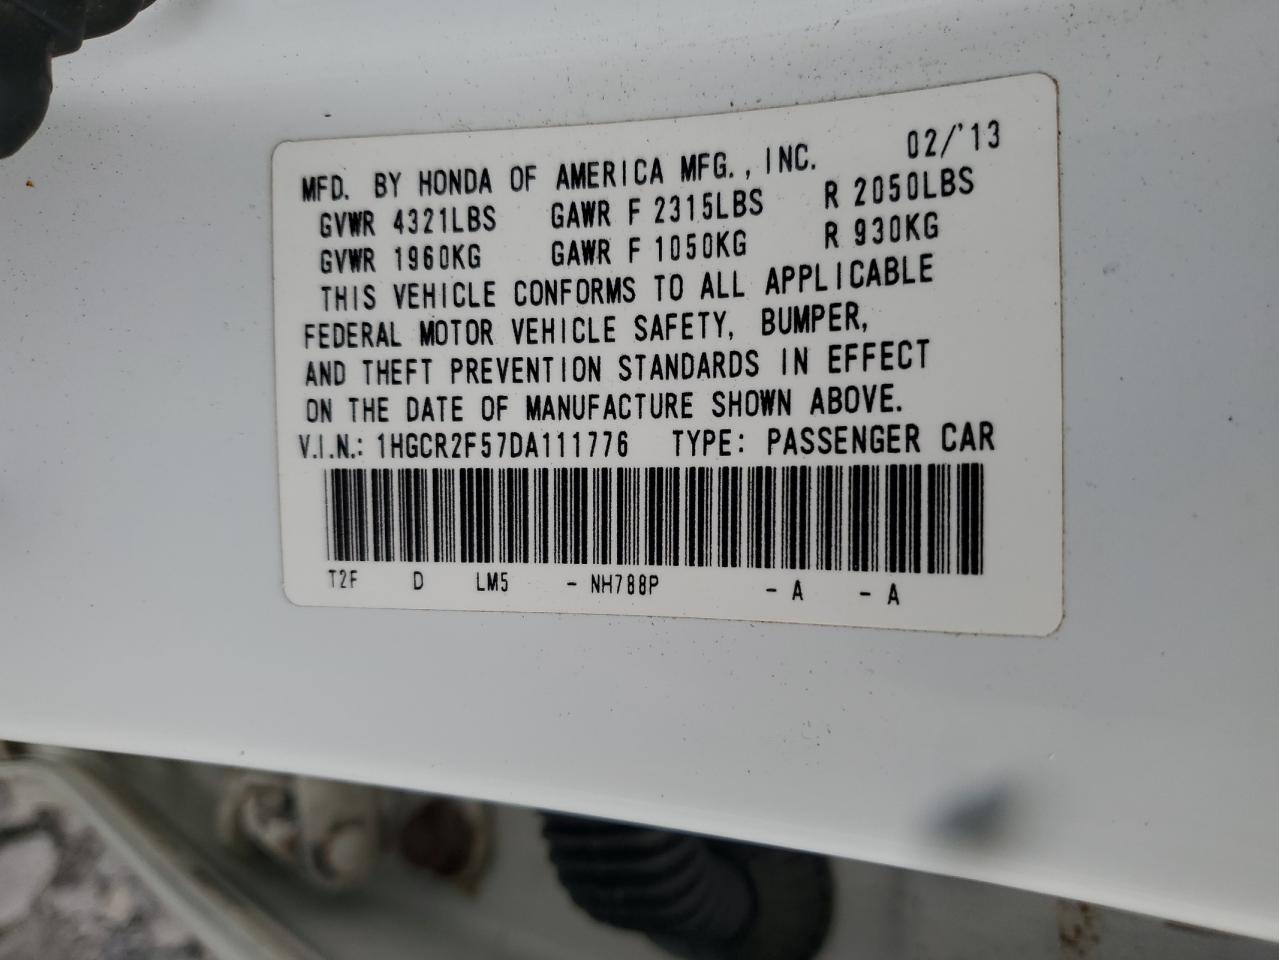 MFD. BY HONDA OF AMERICA MFG., INC. 02/'13
GVWR 4321LBS GAWR F 2315LBS R 2050LBS
GVWR 1960KG GAWR F 1050KG R 930KG
THIS VEHICLE CONFORMS TO ALL APPLICABLE
FEDERAL MOTOR VEHICLE SAFETY, BUMPER,
AND THEFT PREVENTION STANDARDS IN EFFECT
ON THE DATE OF MANUFACTURE SHOWN ABOVE.
V.I.N.: 1HGCR2F57DA111776 TYPE: PASSENGER CAR
T2F D LM5 - NH788P - A - A